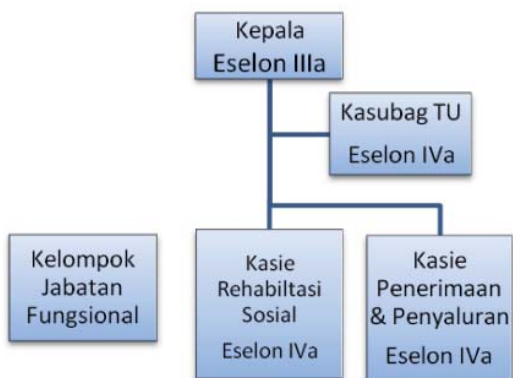 Kepala
Eselon IIIa
Kasubag TU
Eselon IVa
Kelompok
Jabatan
Fungsional
Kasie
Rehabiltasi
Sosial
Eselon IVa
Kasie
Penerimaan
& Penyaluran
Eselon IVa